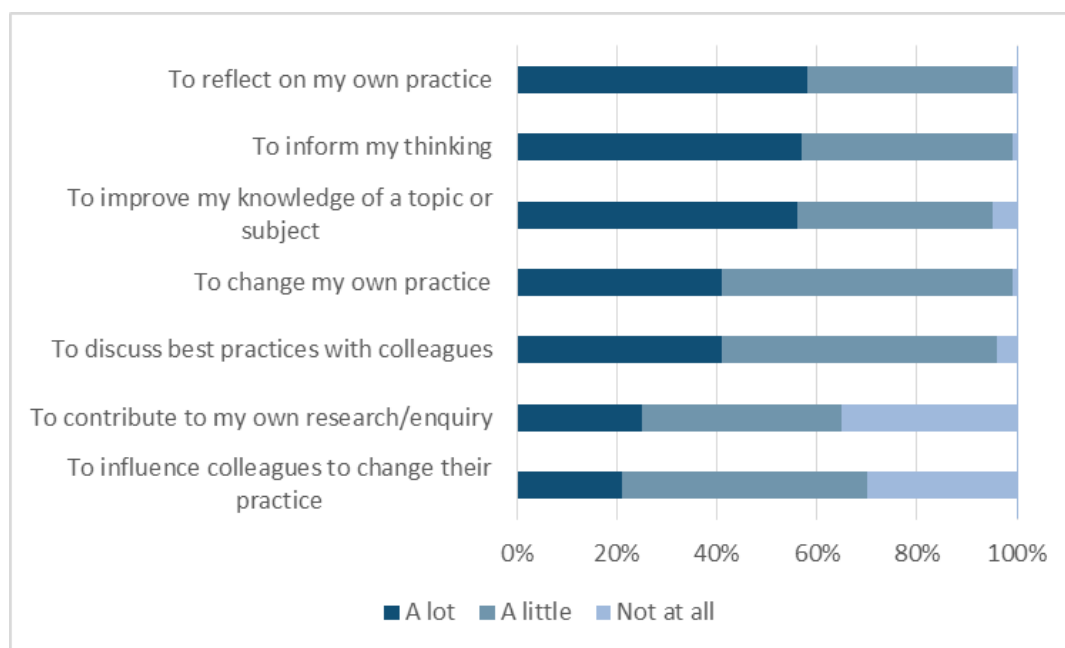 To reflect on my own practice
To inform my thinking
To improve my knowledge of a topic or
subject
To change my own practice
To discuss best practices with colleagues
To contribute to my own research/enquiry
To influence colleagues to change their
practice
0% 20% 40% 60% 80% 100%
A lot A little Not at all